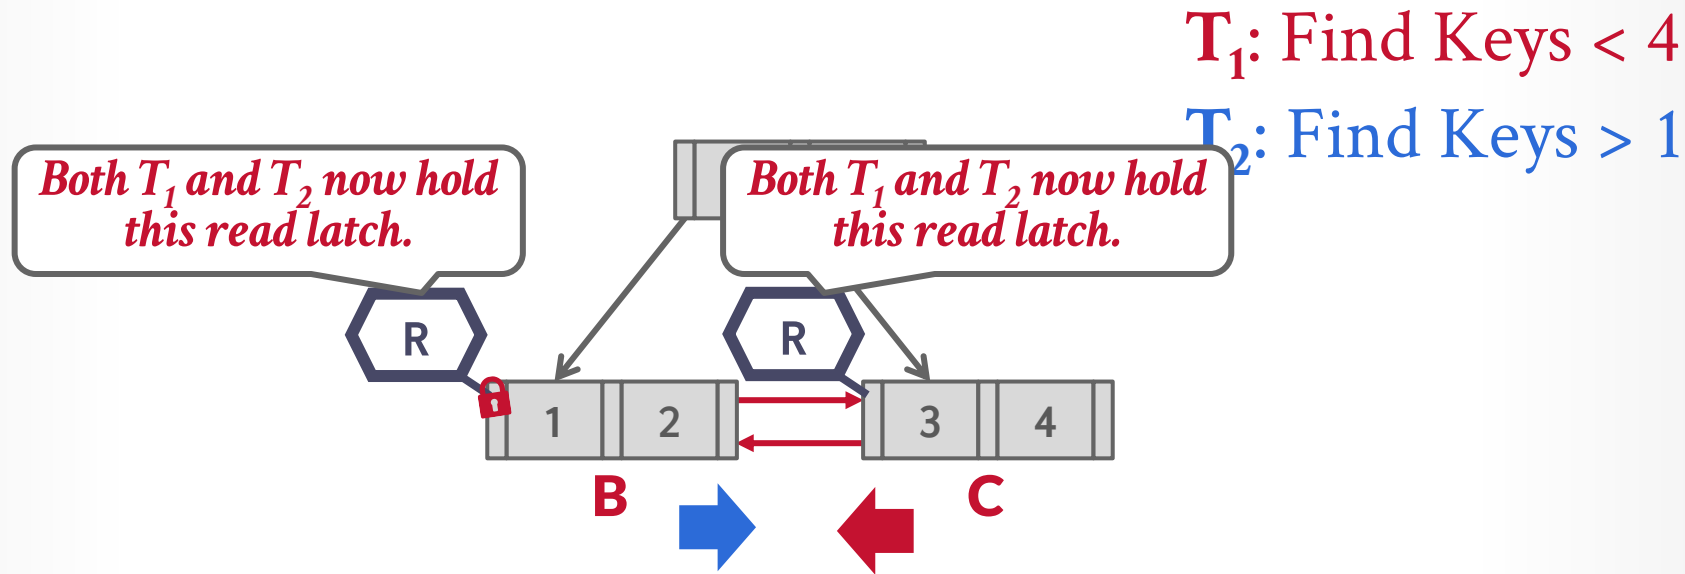 T1: Find Keys < 4
T2: Find Keys > 1
Both T1 and T2 now hold
this read latch.
Both T1 and T2 now hold
this read latch.
R
R
1 2
3 4
B
C